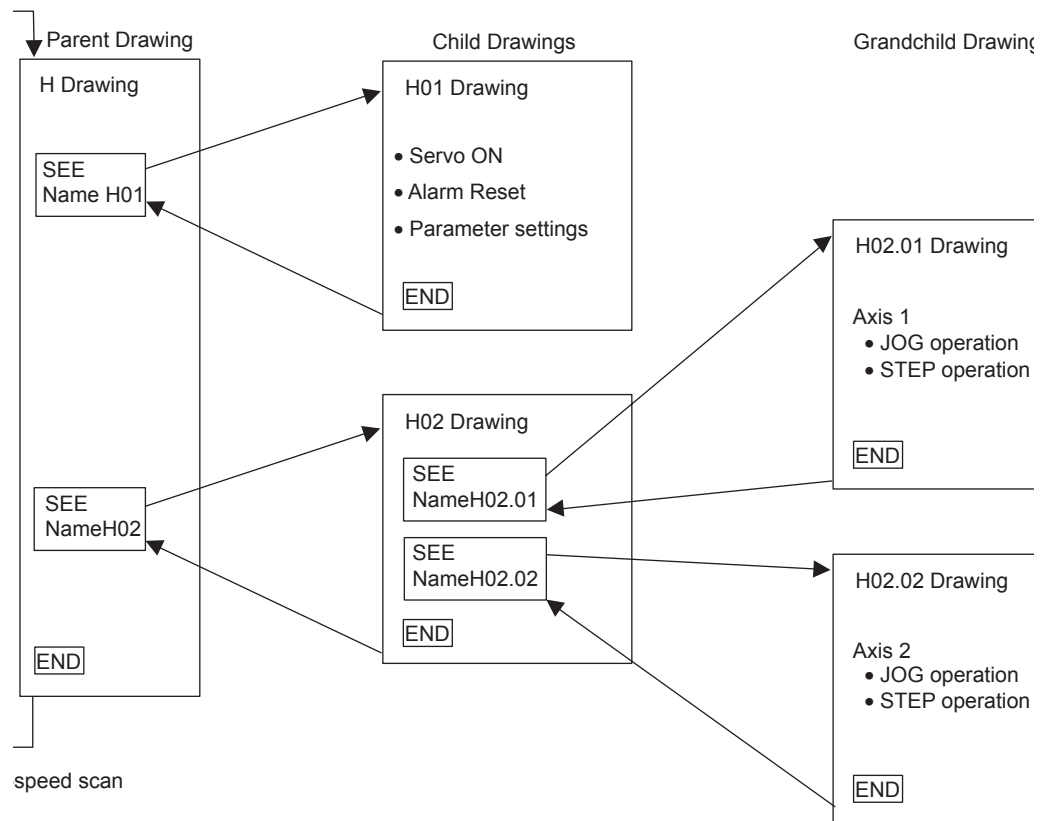 Parent Drawing
Child Drawings
Grandchild Drawing
H Drawing
SEE
Name H01
SEE
NameH02
END
speed scan
H01 Drawing
• Servo ON
• Alarm Reset
• Parameter settings
END
H02 Drawing
SEE
NameH02.01
SEE
NameH02.02
END
H02.01 Drawing
Axis 1
• JOG operation
• STEP operation
END
H02.02 Drawing
Axis 2
• JOG operation
• STEP operation
END